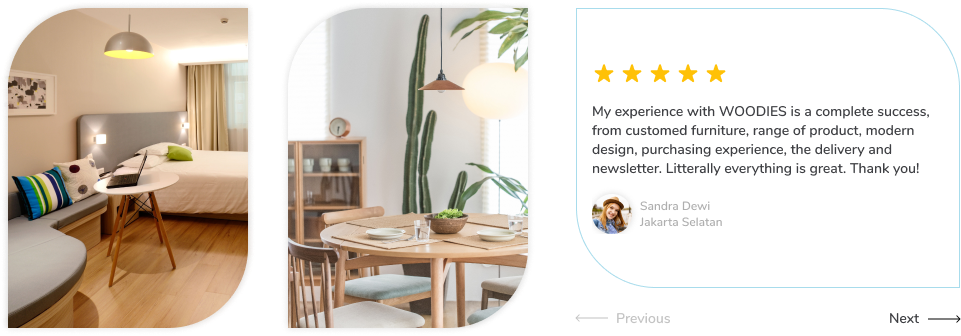 My experience with WOODIES is a complete success,
from customed furniture, range of product, modern
design, purchasing experience, the delivery and
newsletter. Litterally everything is great. Thank you!
Sandra Dewi
Jakarta Selatan
Previous
Next